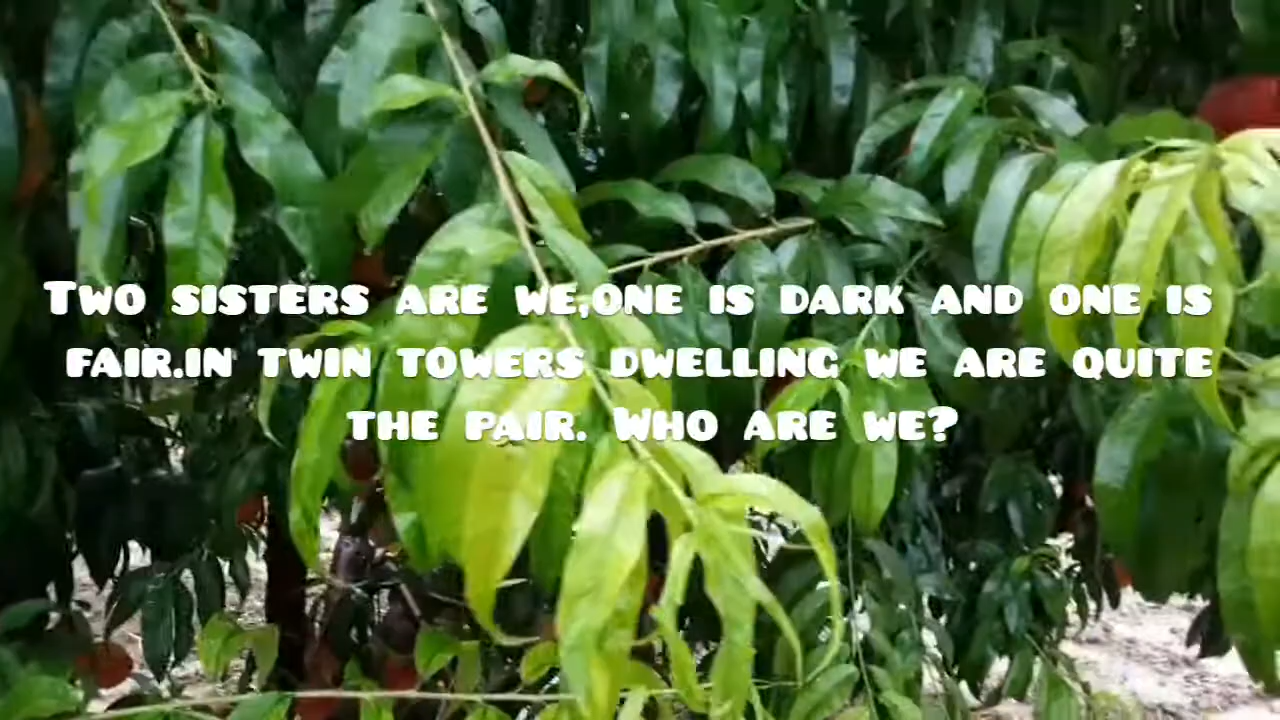 Two sisters are we,one is dark and one is
fair.in twin towers dwelling we are quite
the pair. Who are we?